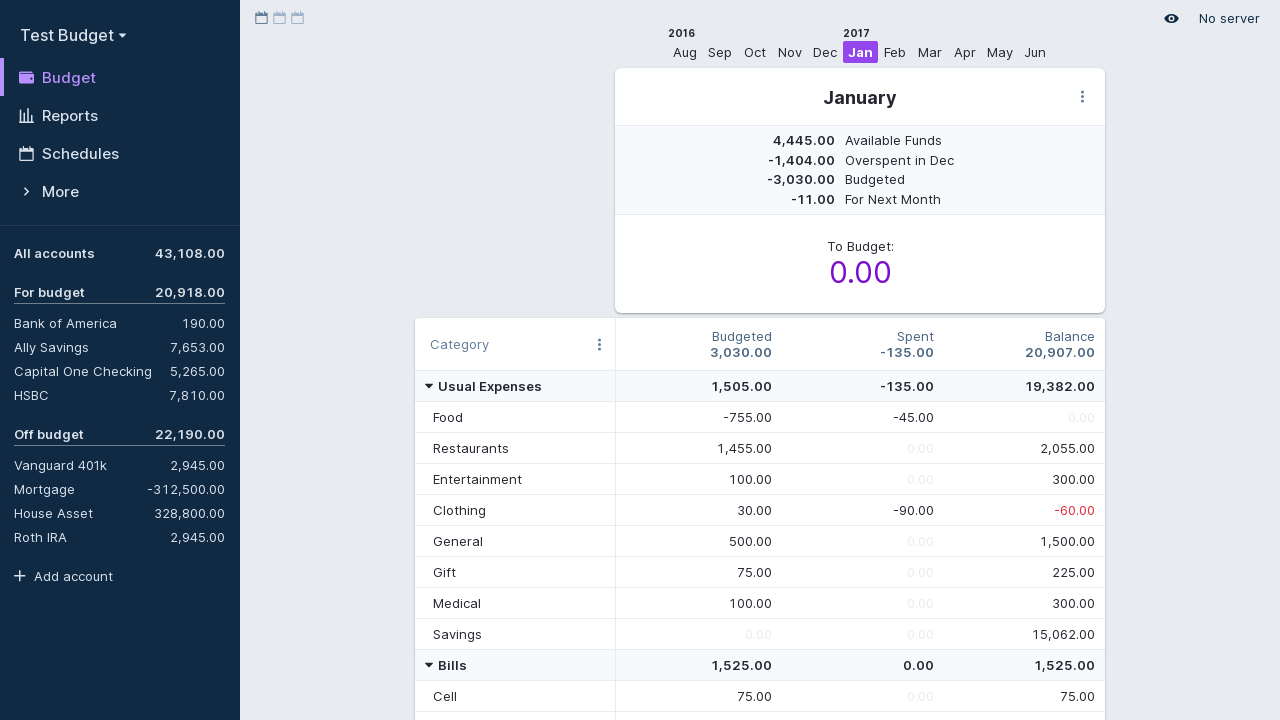 Test Budget
Budget
Reports
Schedules
More
All accounts 43,108.00
For budget 20,918.00
Bank of America 190.00
Ally Savings 7,653.00
Capital One Checking 5,265.00
HSBC 7,810.00
Off budget 22,190.00
Vanguard 401k 2,945.00
Mortgage -312,500.00
House Asset 328,800.00
Roth IRA 2,945.00
Add account
No server
2016 2017
Aug Sep Oct Nov Dec Jan Feb Mar Apr May Jun
January
4,445.00 Available Funds
-1,404.00 Overspent in Dec
-3,030.00 Budgeted
-11.00 For Next Month
To Budget:
0.00
Category Budgeted Spent Balance
3,030.00 -135.00 20,907.00
Usual Expenses 1,505.00 -135.00 19,382.00
Food -755.00 -45.00 0.00
Restaurants 1,455.00 0.00 2,055.00
Entertainment 100.00 0.00 300.00
Clothing 30.00 -90.00 -60.00
General 500.00 0.00 1,500.00
Gift 75.00 0.00 225.00
Medical 100.00 0.00 300.00
Savings 0.00 0.00 15,062.00
Bills 1,525.00 0.00 1,525.00
Cell 75.00 0.00 75.00